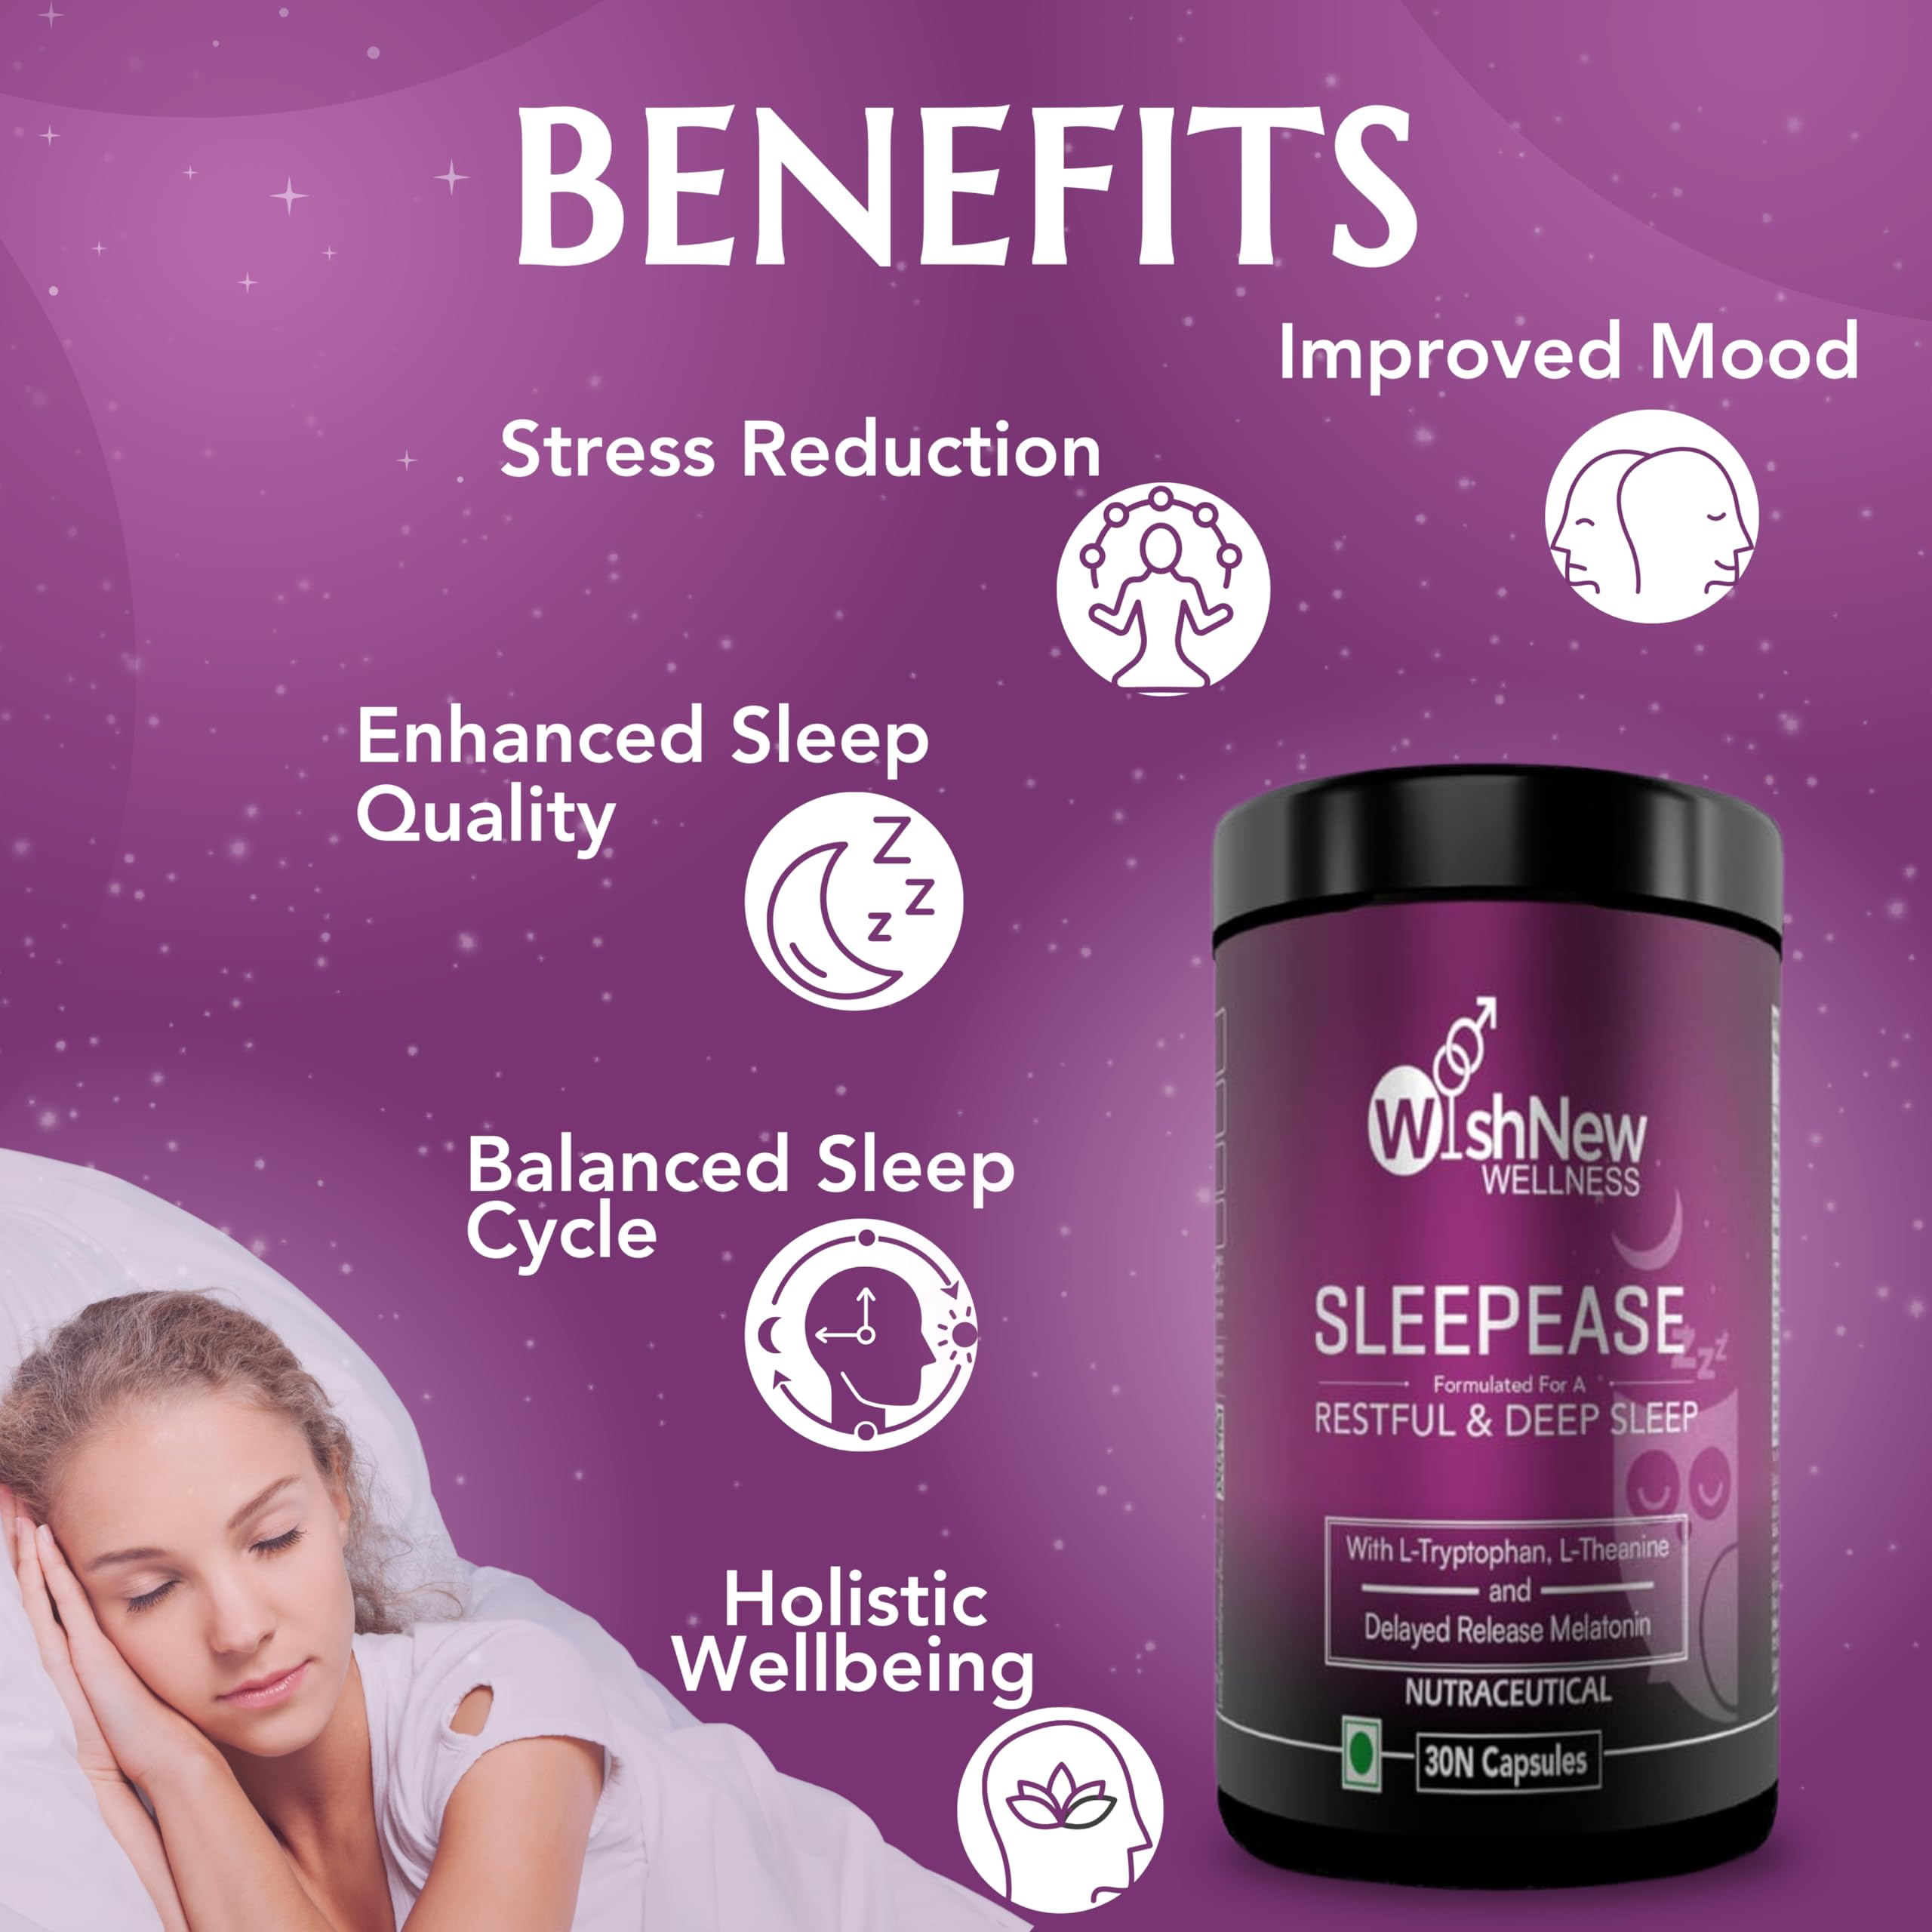 BENEFITS
Improved Mood
Stress Reduction
Enhanced Sleep
Quality
Z
Z
Z
Balanced Sleep
Cycle
Holistic
Wellbeing
WIshNew
WELLNESS
SLEEPEASE
zzz
Formulated For A
RESTFUL & DEEP SLEEP
With L-Tryptophan, L-Theanine
and
Delayed Release Melatonin
NUTRACEUTICAL
30N Capsules